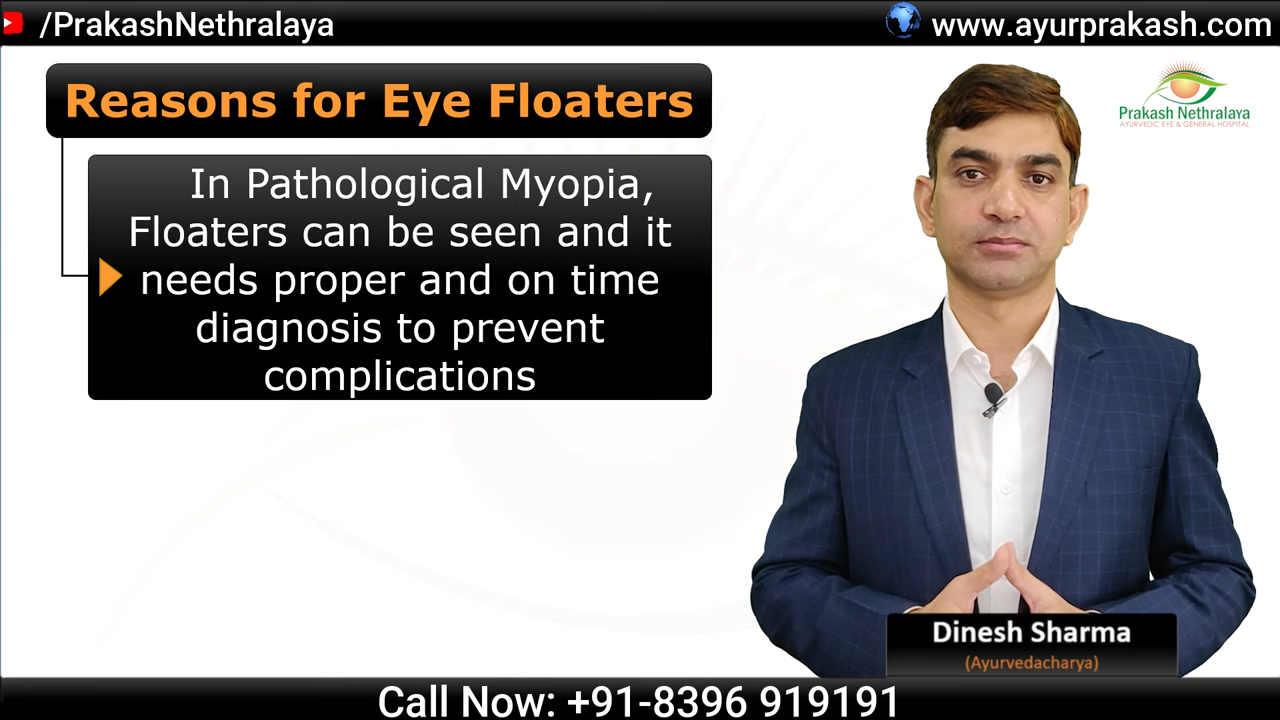 /PrakashNethralaya
www.ayurprakash.com
Reasons for Eye Floaters
In Pathological Myopia,
Floaters can be seen and it
needs proper and on time
diagnosis to prevent
complications
Prakash Nethralaya
AYURVEDIC EYE & GENERAL HOSPITAL
Dinesh Sharma
(Ayurvedacharya)
Call Now: +91-8396 919191